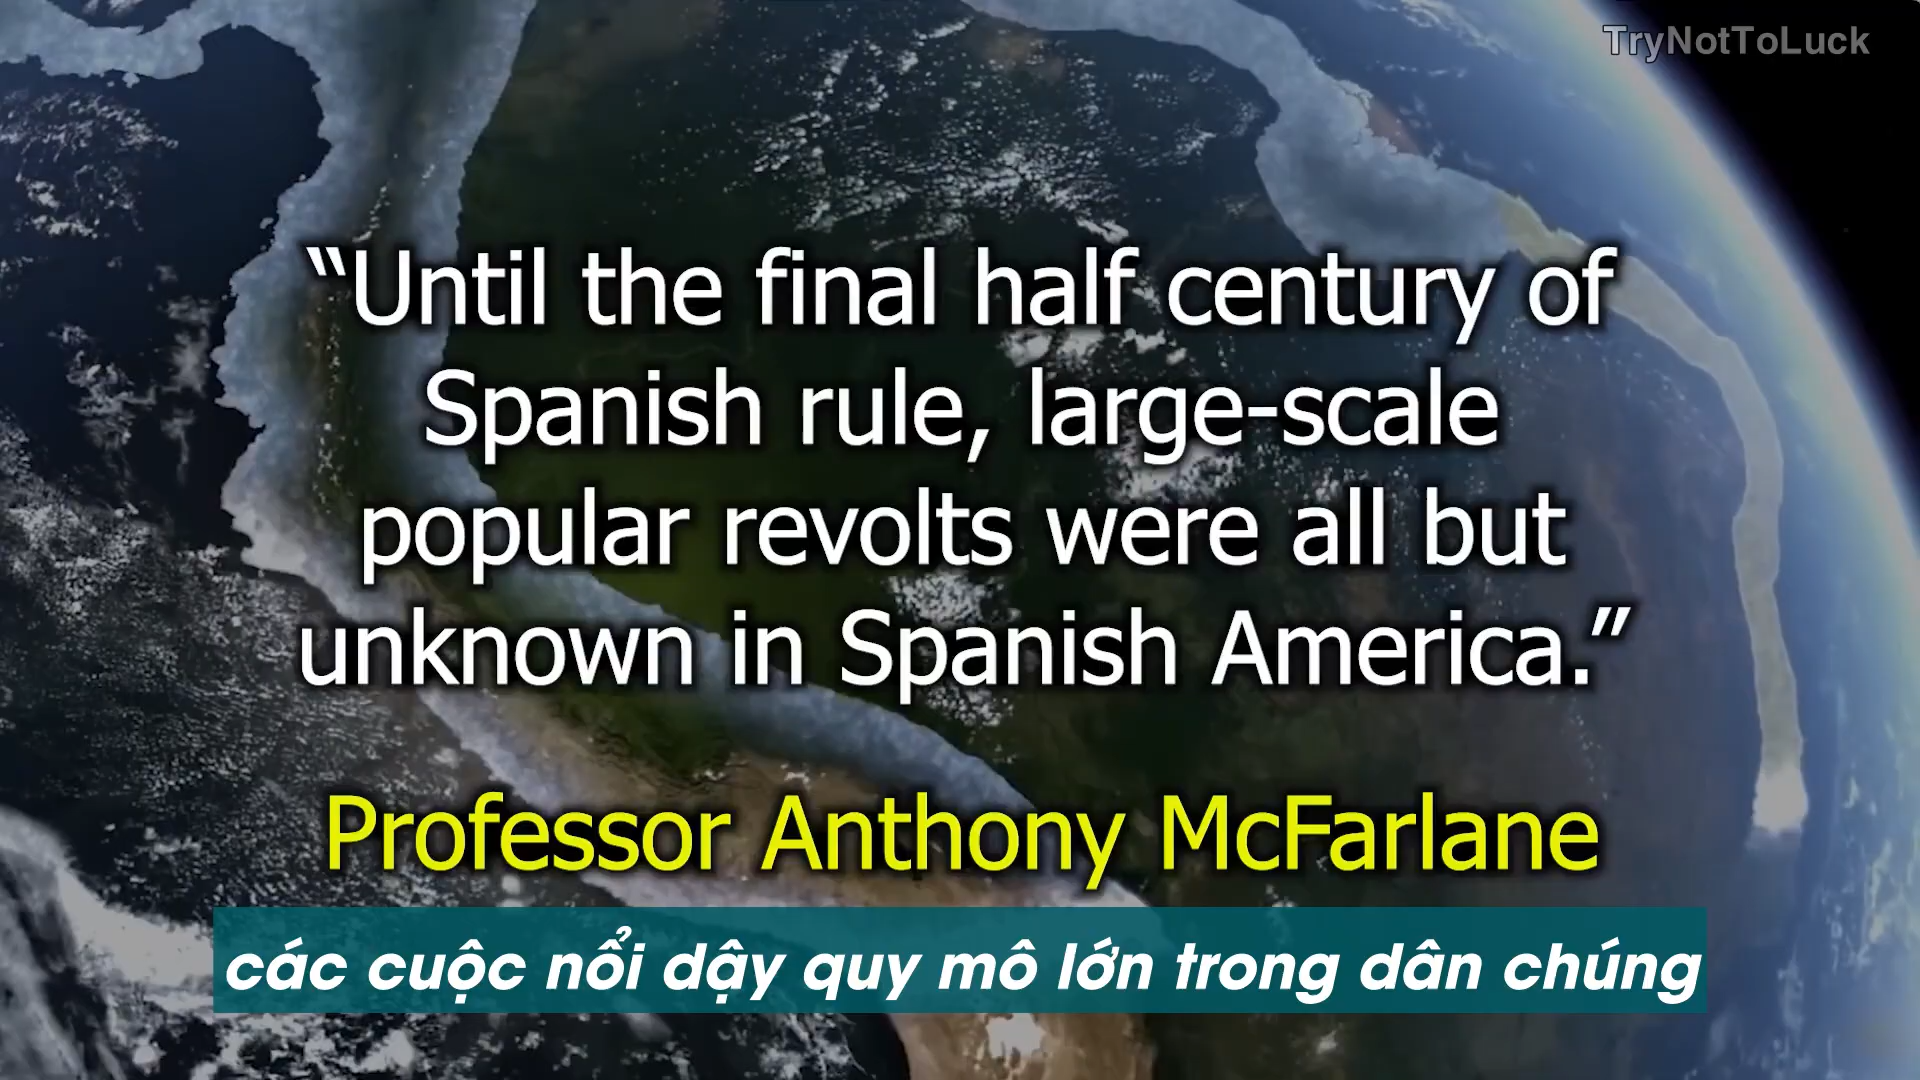 TryNotToLuck
“Until the final half century of
Spanish rule, large-scale
popular revolts were all but
unknown in Spanish America.”
Professor Anthony McFarlane
các cuộc nổi dậy quy mô lớn trong dân chúng